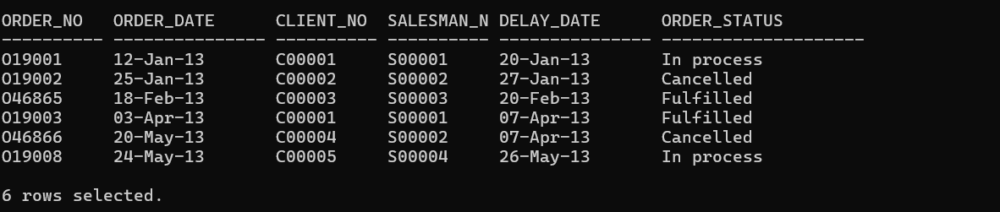 ORDER_NO   ORDER_DATE      CLIENT_NO  SALESMAN_N DELAY_DATE      ORDER_STATUS
---------- --------------- ---------- ---------- --------------- --------------------
O19001     12-Jan-13       C00001     S00001     20-Jan-13       In process
O19002     25-Jan-13       C00002     S00002     27-Jan-13       Cancelled
O46865     18-Feb-13       C00003     S00003     20-Feb-13       Fulfilled
O19003     03-Apr-13       C00001     S00001     07-Apr-13       Fulfilled
O46866     20-May-13       C00004     S00002     07-Apr-13       Cancelled
O19008     24-May-13       C00005     S00004     26-May-13       In process

6 rows selected.